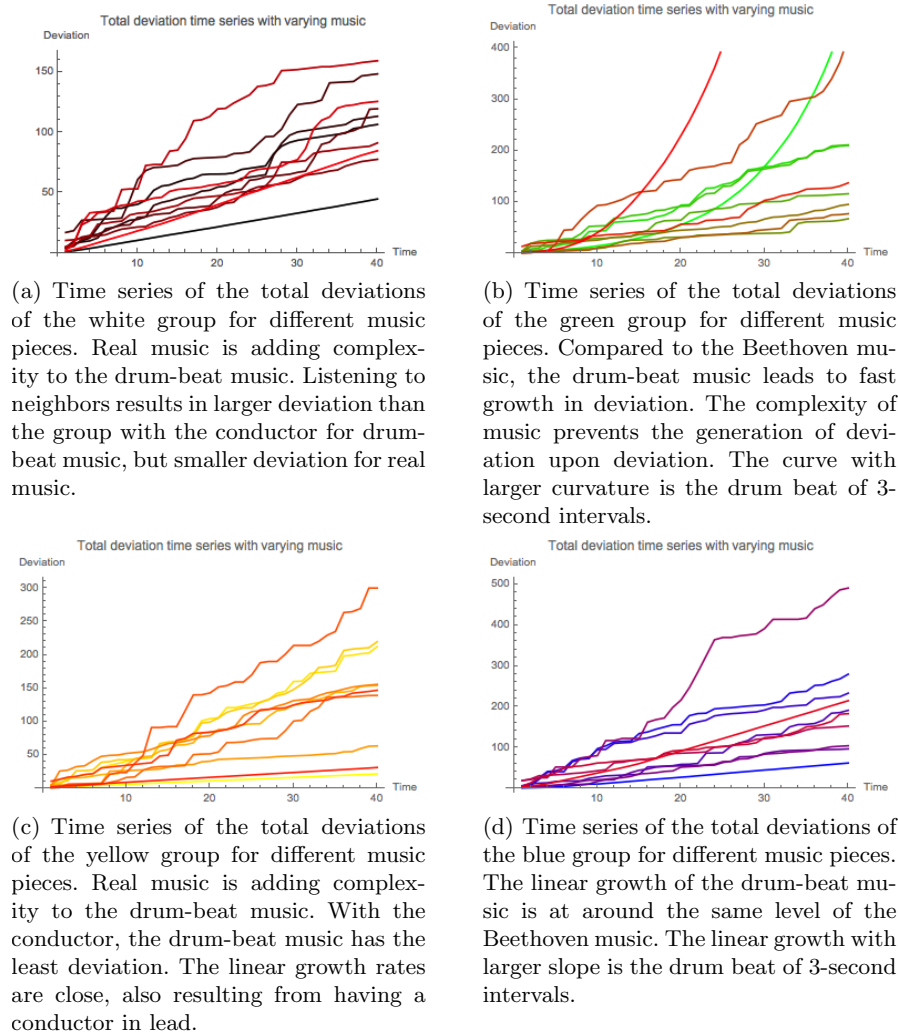 Total deviation time series with varying music
Deviation
150
100
50
10
20
30
40
Time
(a) Time series of the total deviations
of the white group for different music
pieces. Real music is adding complex-
ity to the drum-beat music. Listening to
neighbors results in larger deviation than
the group with the conductor for drum-
beat music, but smaller deviation for real
music.
Total deviation time series with varying music
Deviation
400
300
200
100
10
20
30
40
Time
(b) Time series of the total deviations
of the green group for different music
pieces. Compared to the Beethoven mu-
sic, the drum-beat music leads to fast
growth in deviation. The complexity of
music prevents the generation of devi-
ation upon deviation. The curve with
larger curvature is the drum beat of 3-
second intervals.
Total deviation time series with varying music
Deviation
300
250
200
150
100
50
10
20
30
40
Time
(c) Time series of the total deviations
of the yellow group for different music
pieces. Real music is adding complex-
ity to the drum-beat music. With the
conductor, the drum-beat music has the
least deviation. The linear growth rates
are close, also resulting from having a
conductor in lead.
Total deviation time series with varying music
Deviation
500
400
300
200
100
10
20
30
40
Time
(d) Time series of the total deviations of
the blue group for different music pieces.
The linear growth of the drum-beat mu-
sic is at around the same level of the
Beethoven music. The linear growth with
larger slope is the drum beat of 3-second
intervals.